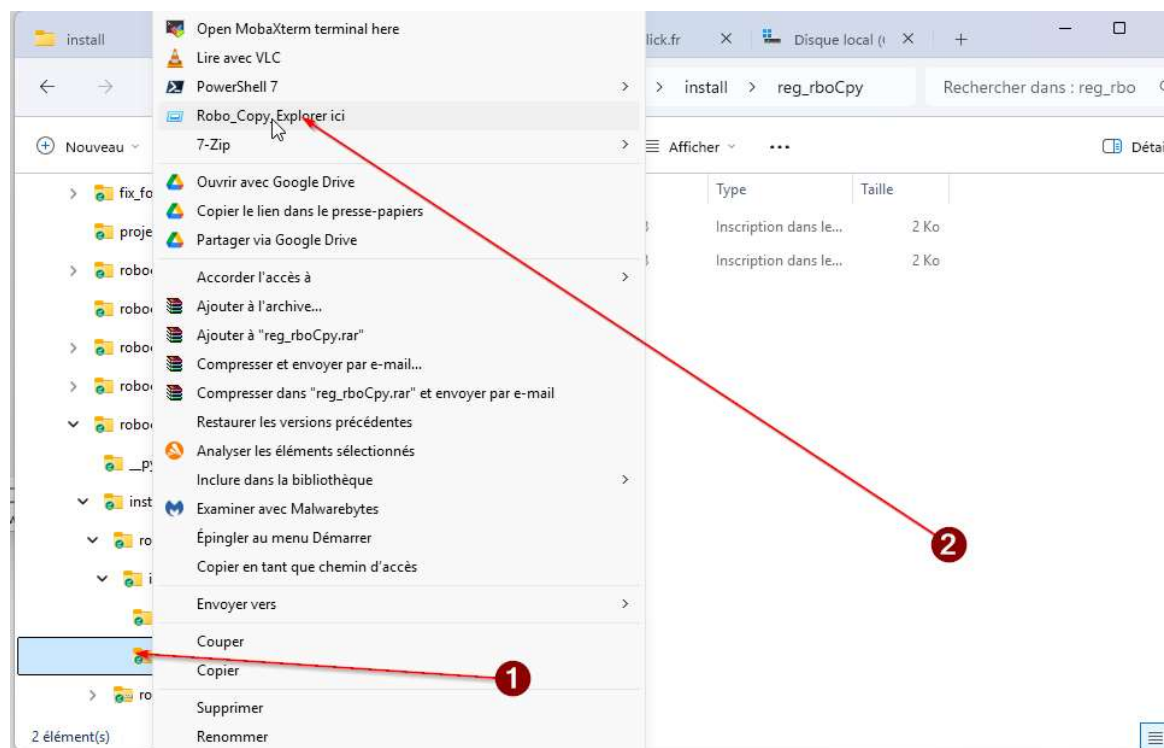 install
lick.fr
Disque local (
install > reg_rboCpy
Rechercher dans : reg_rbo
Nouveau
Afficher
Détai
Open MobaXterm terminal here
Lire avec VLC
PowerShell 7
Robo_Copy_Explorer ici
7-Zip
Ouvrir avec Google Drive
Copier le lien dans le presse-papiers
Partager via Google Drive
Accorder l'accès à
Ajouter à l'archive...
Ajouter à "reg_rboCpy.rar"
Compresser et envoyer par e-mail...
Compresser dans "reg_rboCpy.rar" et envoyer par e-mail
Restaurer les versions précédentes
Analyser les éléments sélectionnés
Inclure dans la bibliothèque
Examiner avec Malwarebytes
Épingler au menu Démarrer
Copier en tant que chemin d'accès
Envoyer vers
Couper
Copier
Supprimer
Renommer
Type
Taille
Inscription dans le...
2 Ko
Inscription dans le...
2 Ko
fix_fo
proje
robo
robo
robo
robo
robo
__p
inst
ro
i
ro
1
2
2 élément(s)